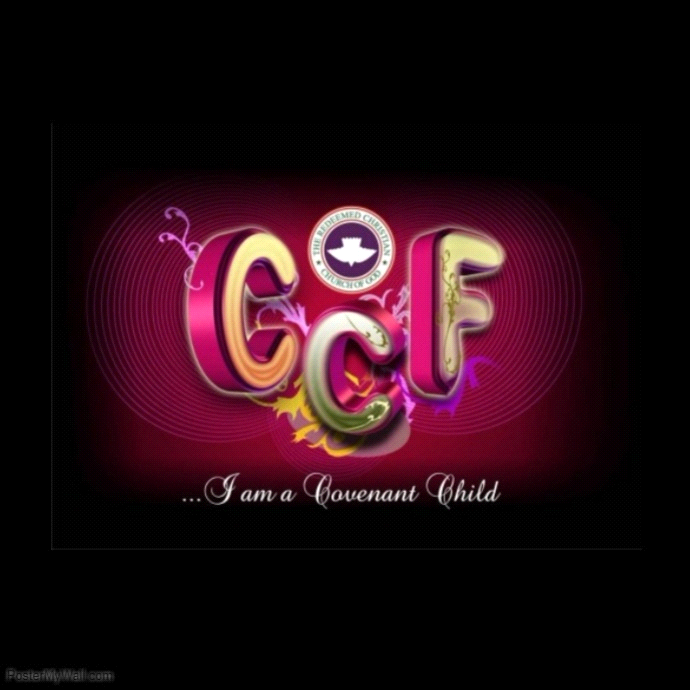 THE REDEEMED CHRISTIAN
CHURCH OF GOD
CCF
...I am a Covenant Child
PosterMyWall.com